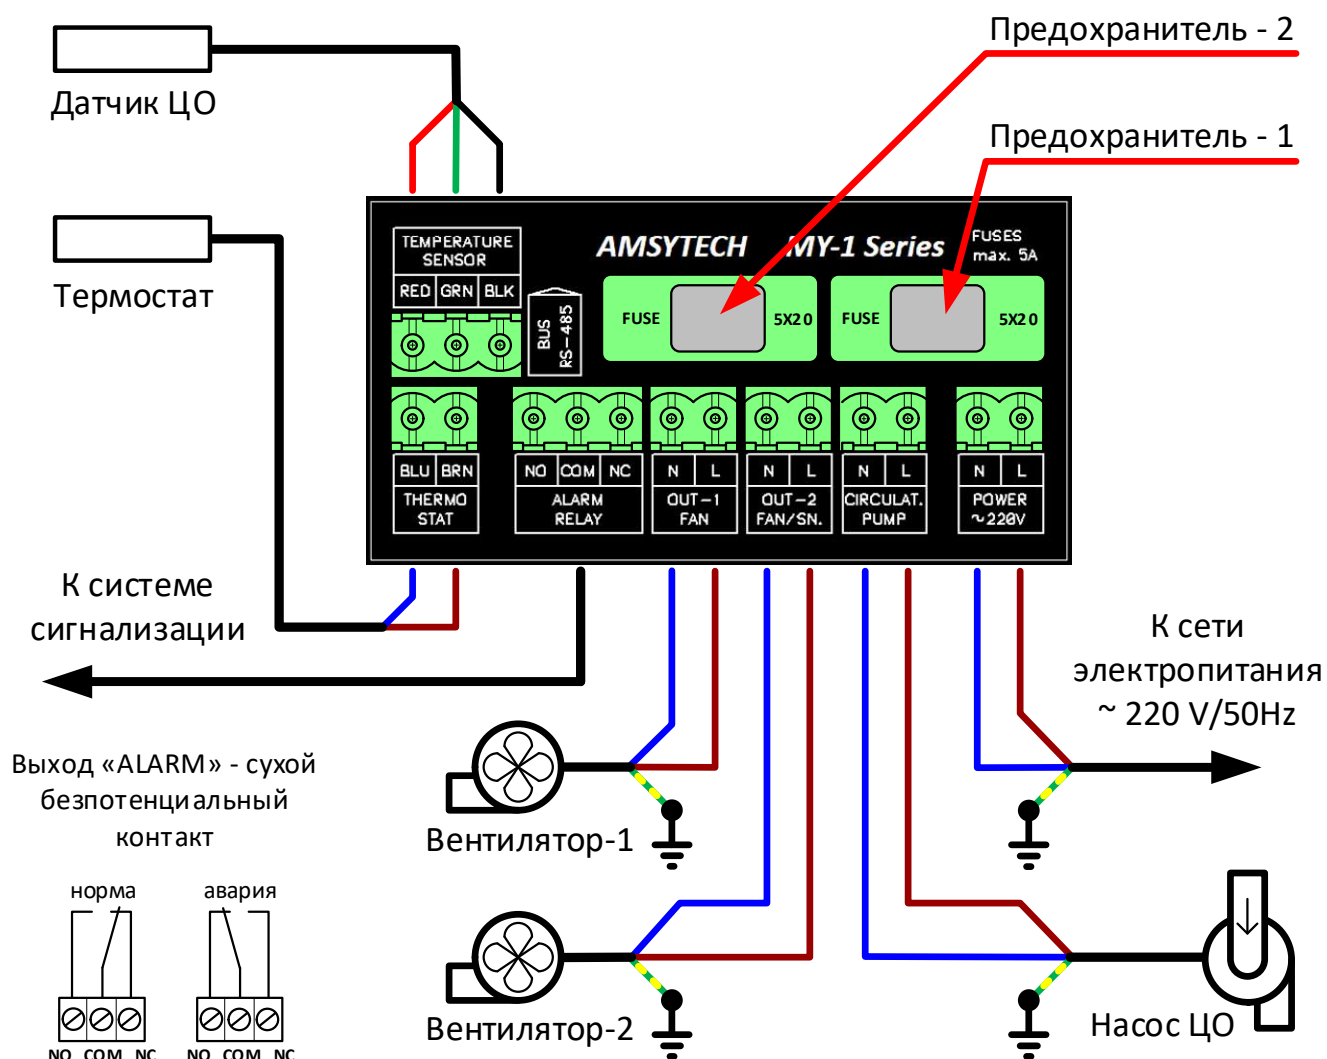 Предохранитель - 2
Датчик ЦО
Предохранитель - 1
Термостат
TEMPERATURE
SENSOR
RED GRN BLK
BUS
RS-485
AMSYTECH MY-1 Series
FUSES
max. 5A
FUSE 5X20
FUSE 5X20
BLU BRN
THERMO
STAT
NO COM NC
ALARM
RELAY
N L
OUT-1
FAN
N L
OUT-2
FAN/SN.
N L
CIRCULAT.
PUMP
N L
POWER
~220V
К системе
сигнализации
К сети
электропитания
~ 220 V/50Hz
Выход «ALARM» - сухой
безпотенциальный
контакт
Вентилятор-1
норма
авария
NO COM NC
NO COM NC
Вентилятор-2
Насос ЦО